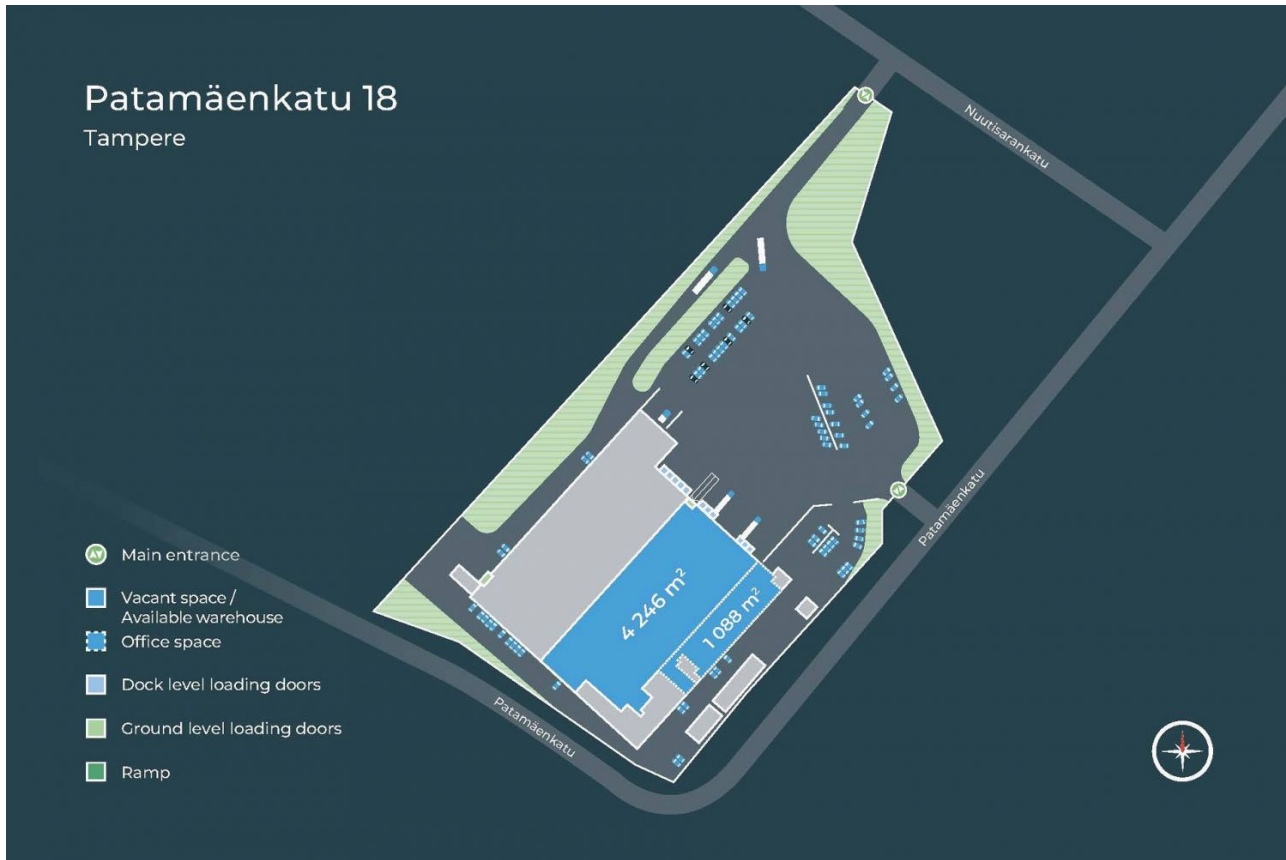 Patamäenkatu 18
Tampere
Nuutisarankatu
Patamäenkatu
4 246 m²
1 088 m²
Patamäenkatu
Main entrance
Vacant space /
Available warehouse
Office space
Dock level loading doors
Ground level loading doors
Ramp